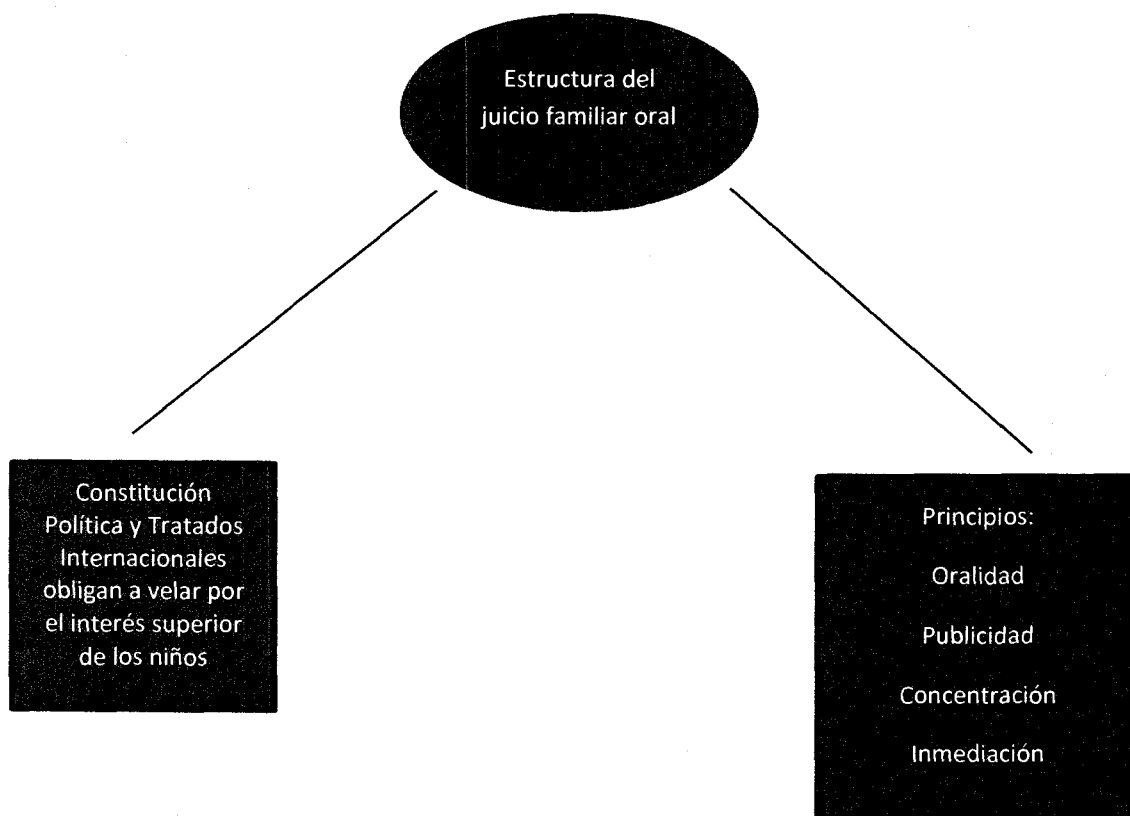 Estructura del
juicio familiar oral
Constitución
Política y Tratados
Internacionales
obligan a velar por
el interés superior
de los niños
Principios:
Oralidad
Publicidad
Concentración
Inmediación